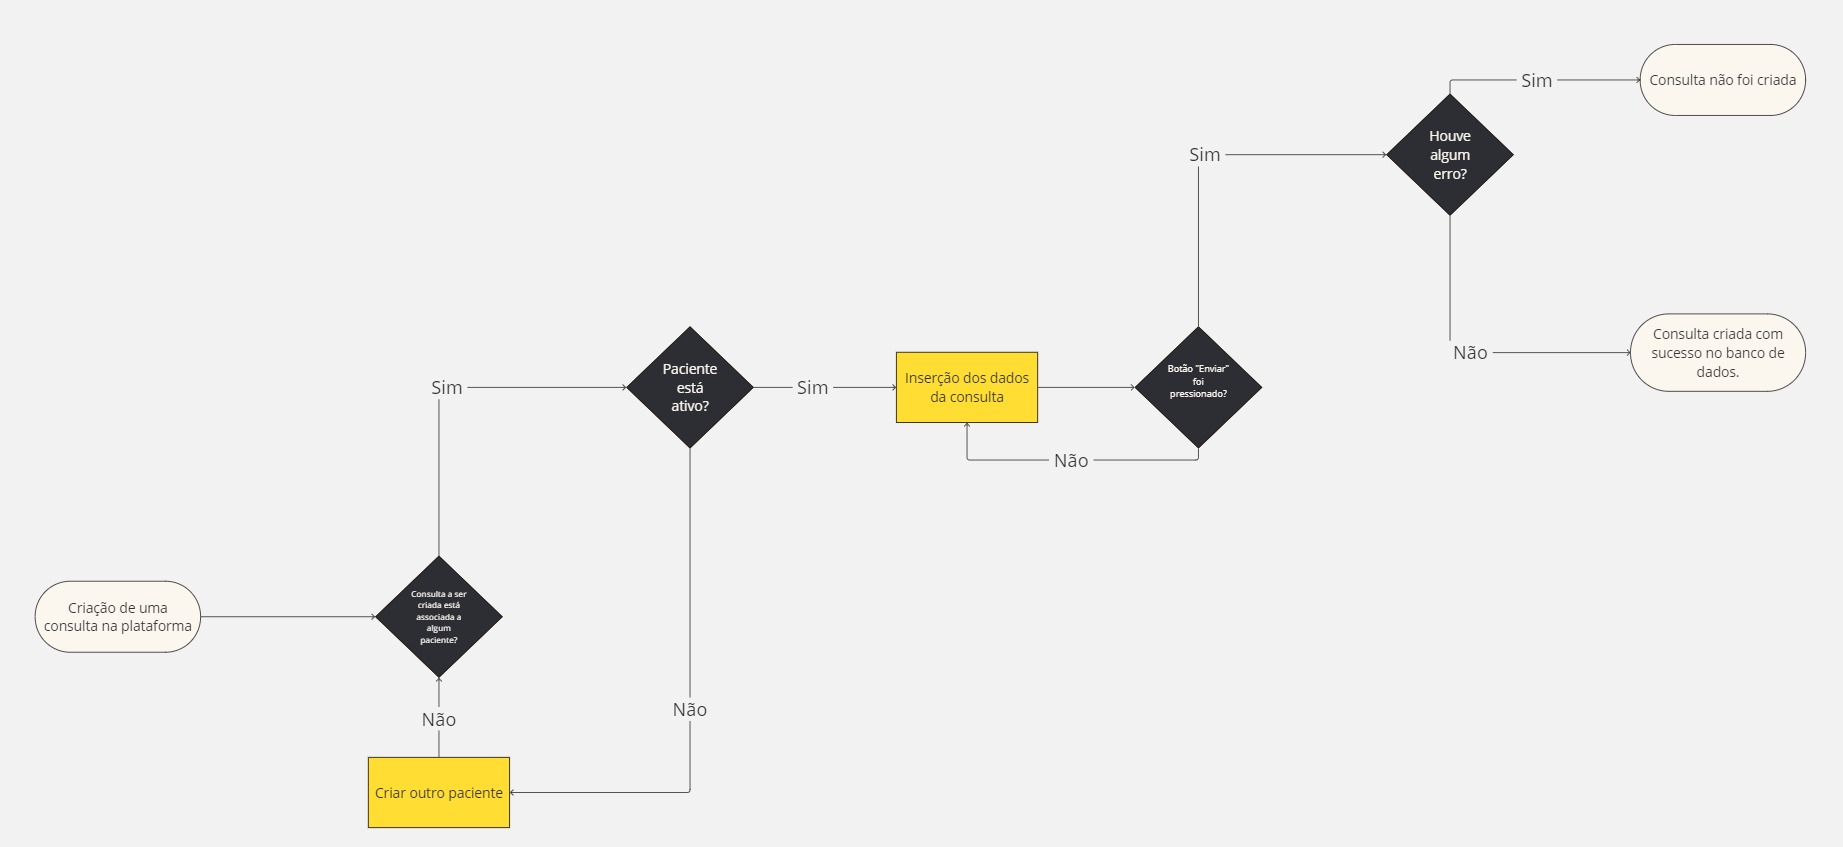 Criação de uma
consulta na plataforma
Consulta a ser
criada está
associada a
algum
paciente?
Não
Criar outro paciente
Sim
Paciente
está
ativo?
Não
Sim
Inserção dos dados
da consulta
Botão "Enviar"
foi
pressionado?
Não
Sim
Houve
algum
erro?
Sim
Consulta não foi criada
Não
Consulta criada com
sucesso no banco de
dados.